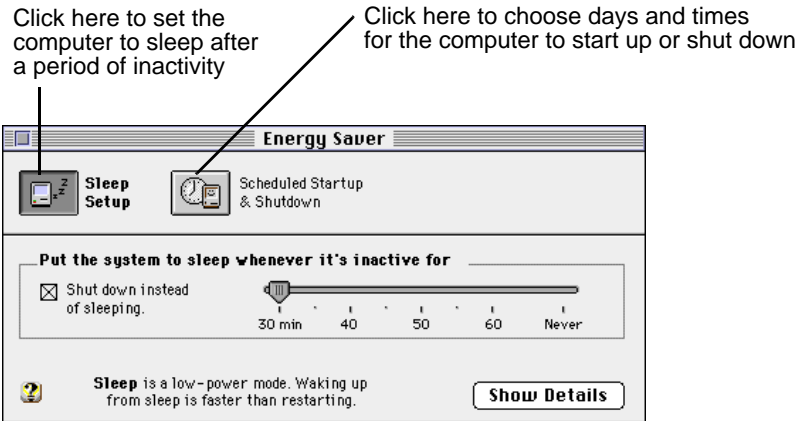 Click here to set the
computer to sleep after
a period of inactivity
Click here to choose days and times
for the computer to start up or shut down
Energy Saver
Sleep
Setup
Scheduled Startup
& Shutdown
Put the system to sleep whenever it's inactive for
Shut down instead
of sleeping.
30 min 40 50 60 Never
Sleep is a low-power mode. Waking up
from sleep is faster than restarting.
Show Details